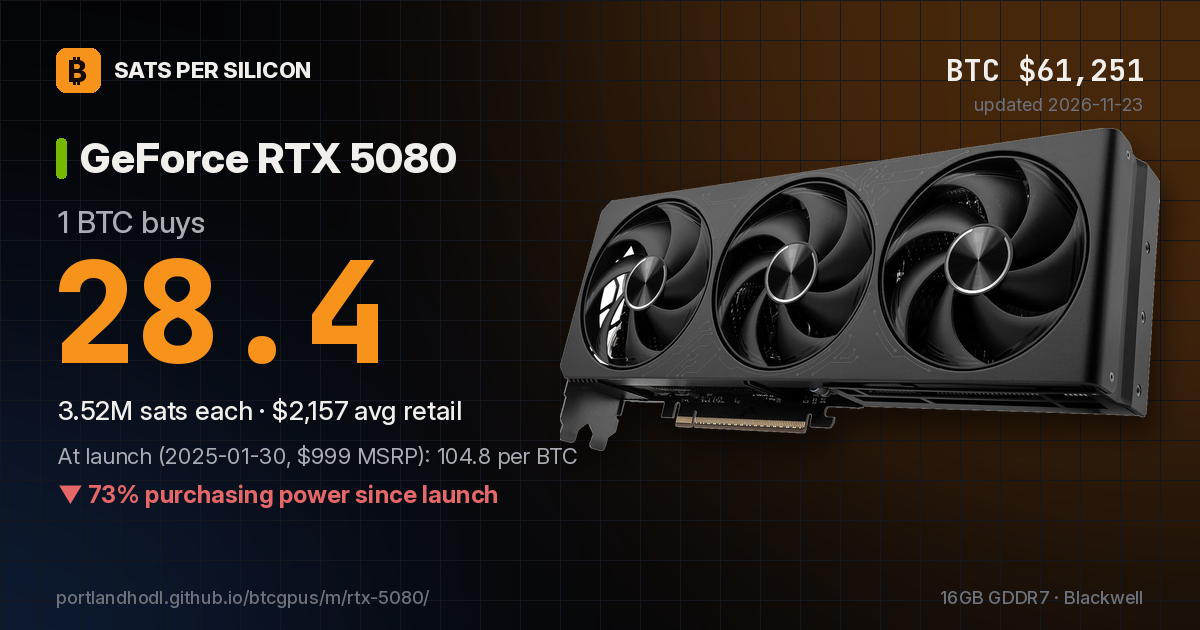 ₿ SATS PER SILICON
BTC $61,251
updated 2026-11-23
GeForce RTX 5080
1 BTC buys
28.4
3.52M sats each · $2,157 avg retail
At launch (2025-01-30, $999 MSRP): 104.8 per BTC
▼ 73% purchasing power since launch
portlandhodl.github.io/btcgpus/m/rtx-5080/
16GB GDDR7 · Blackwell